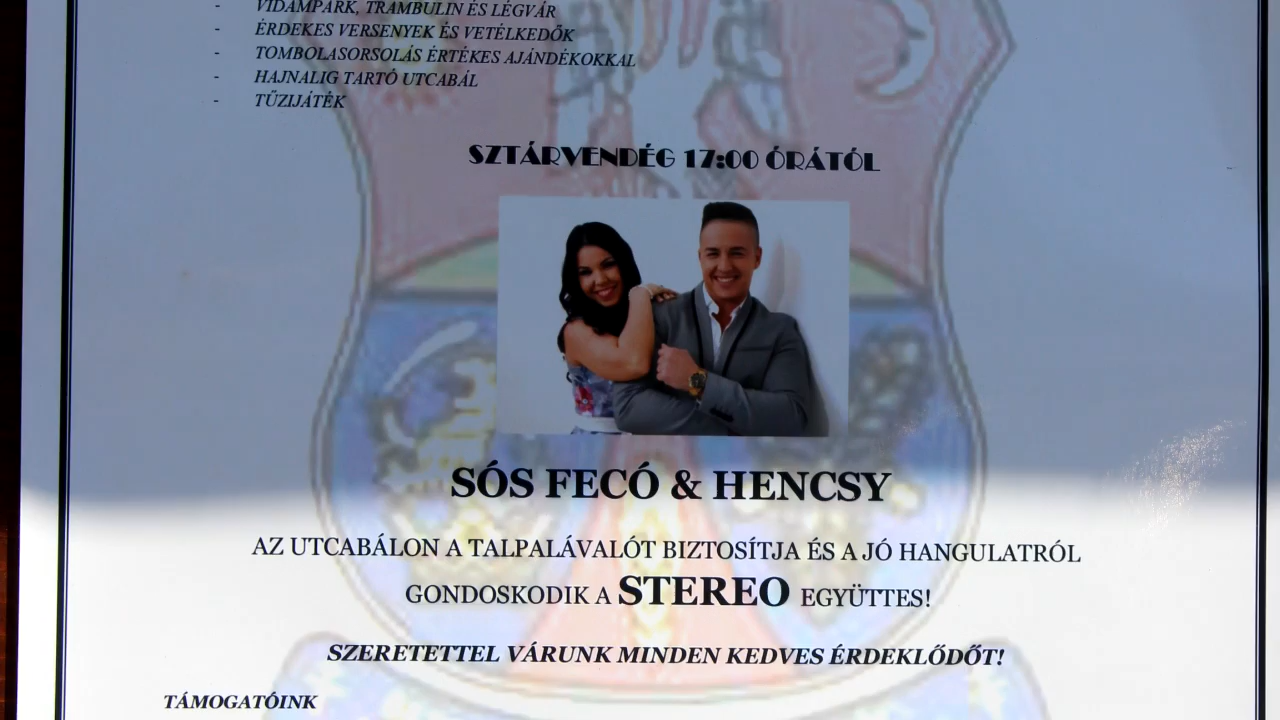 - VIDÁMPARK, TRAMBULIN ÉS LÉGVÁR
- ÉRDEKES VERSENYEK ÉS VETÉLKEDŐK
- TOMBOLASORSOLÁS ÉRTÉKES AJÁNDÉKOKKAL
- HAJNALIG TARTÓ UTCABÁL
- TŰZIJÁTÉK
SZTÁRVENDÉG 17:00 ÓRÁTÓL
SÓS FECÓ & HENCSY
AZ UTCABÁLON A TALPALÁVALÓT BIZTOSÍTJA ÉS A JÓ HANGULATRÓL
GONDOSKODIK A STEREO EGYÜTTES!
SZERETETTEL VÁRUNK MINDEN KEDVES ÉRDEKLŐDŐT!
TÁMOGATÓINK